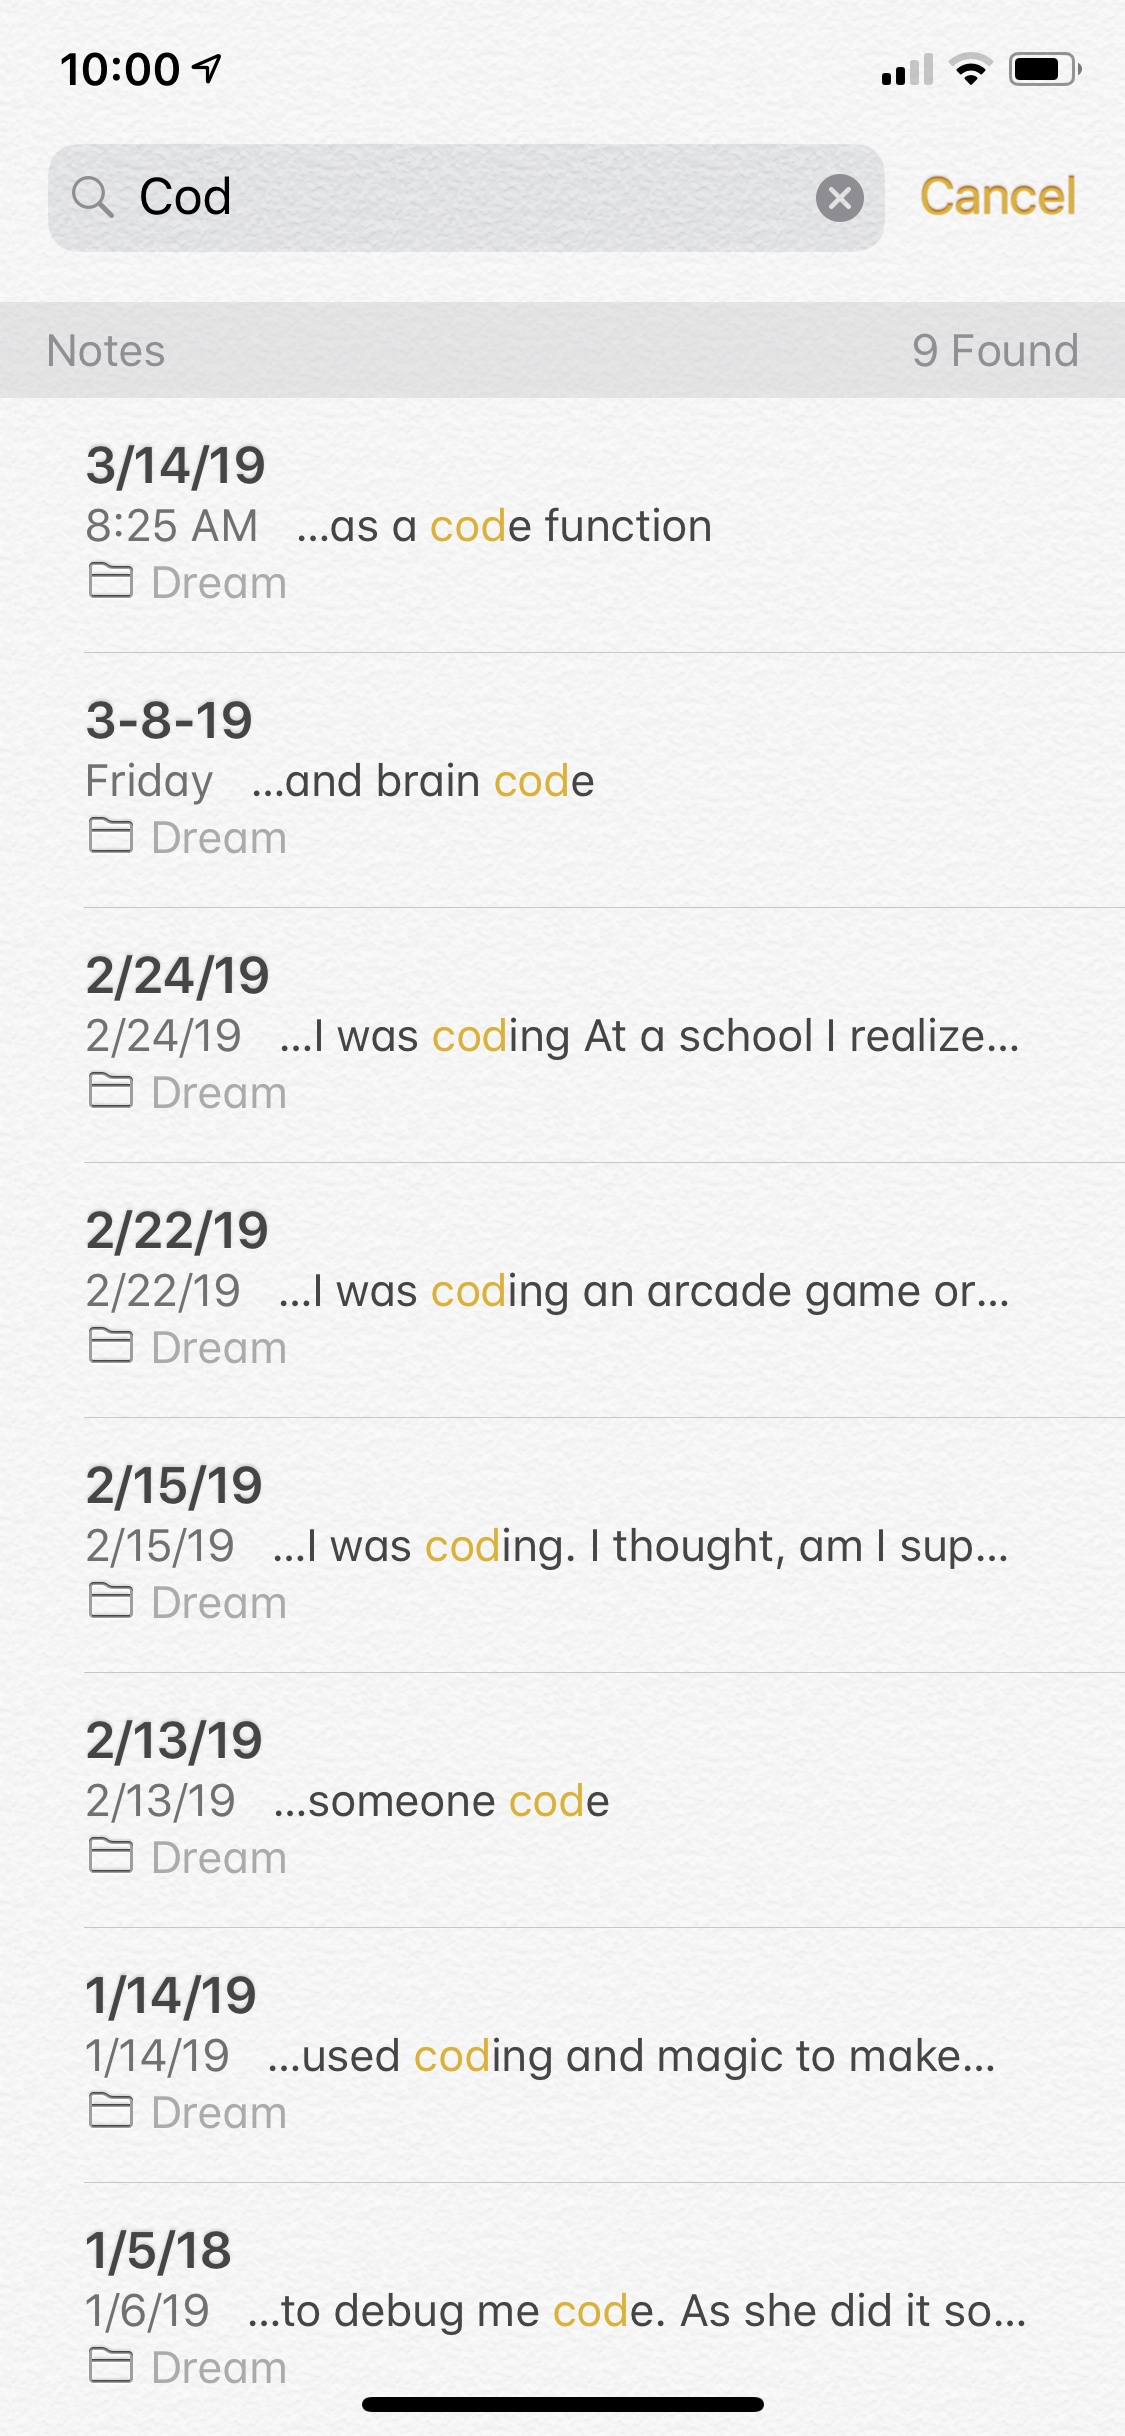 10:00
Cod
Cancel
Notes 9 Found
3/14/19
8:25 AM ...as a code function
Dream
3-8-19
Friday ...and brain code
Dream
2/24/19
2/24/19 ...I was coding At a school I realize...
Dream
2/22/19
2/22/19 ...I was coding an arcade game or...
Dream
2/15/19
2/15/19 ...I was coding. I thought, am I sup...
Dream
2/13/19
2/13/19 ...someone code
Dream
1/14/19
1/14/19 ...used coding and magic to make...
Dream
1/5/18
1/6/19 ...to debug me code. As she did it so...
Dream